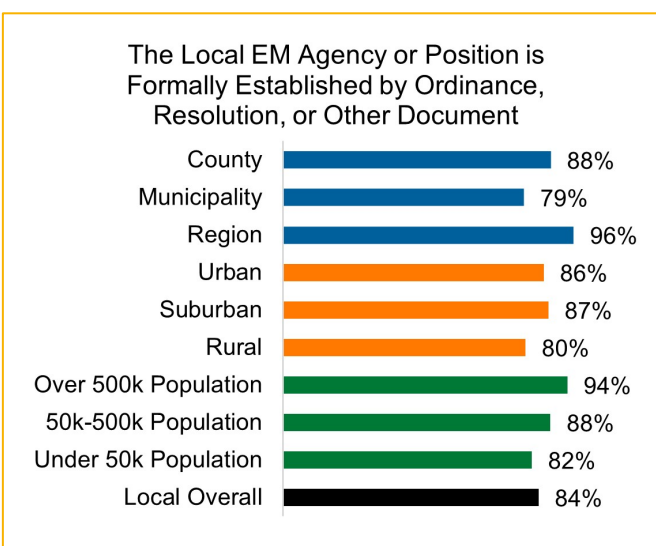 The Local EM Agency or Position is
Formally Established by Ordinance,
Resolution, or Other Document
County 88%
Municipality 79%
Region 96%
Urban 86%
Suburban 87%
Rural 80%
Over 500k Population 94%
50k-500k Population 88%
Under 50k Population 82%
Local Overall 84%